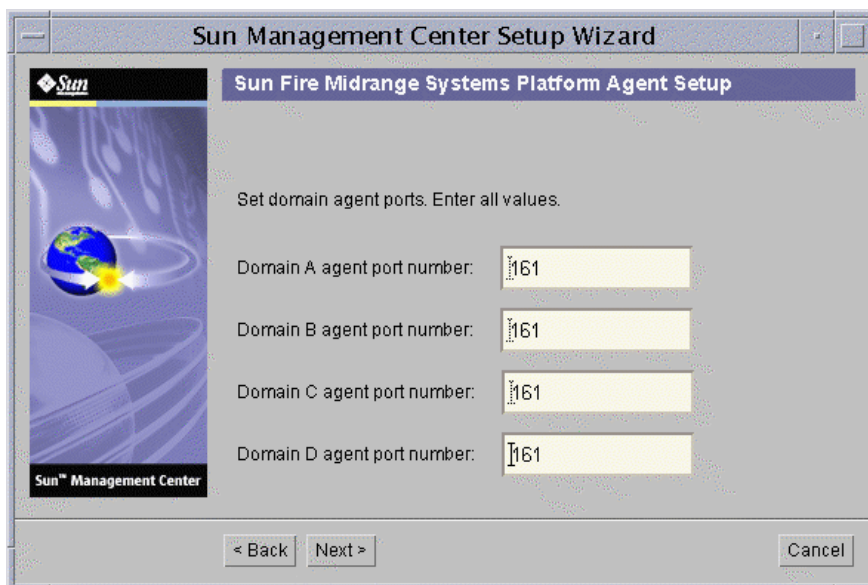 Sun Management Center Setup Wizard
Sun
Sun Fire Midrange Systems Platform Agent Setup
Set domain agent ports. Enter all values.
Domain A agent port number: 161
Domain B agent port number: 161
Domain C agent port number: 161
Domain D agent port number: 161
Sun™ Management Center
< Back Next > Cancel